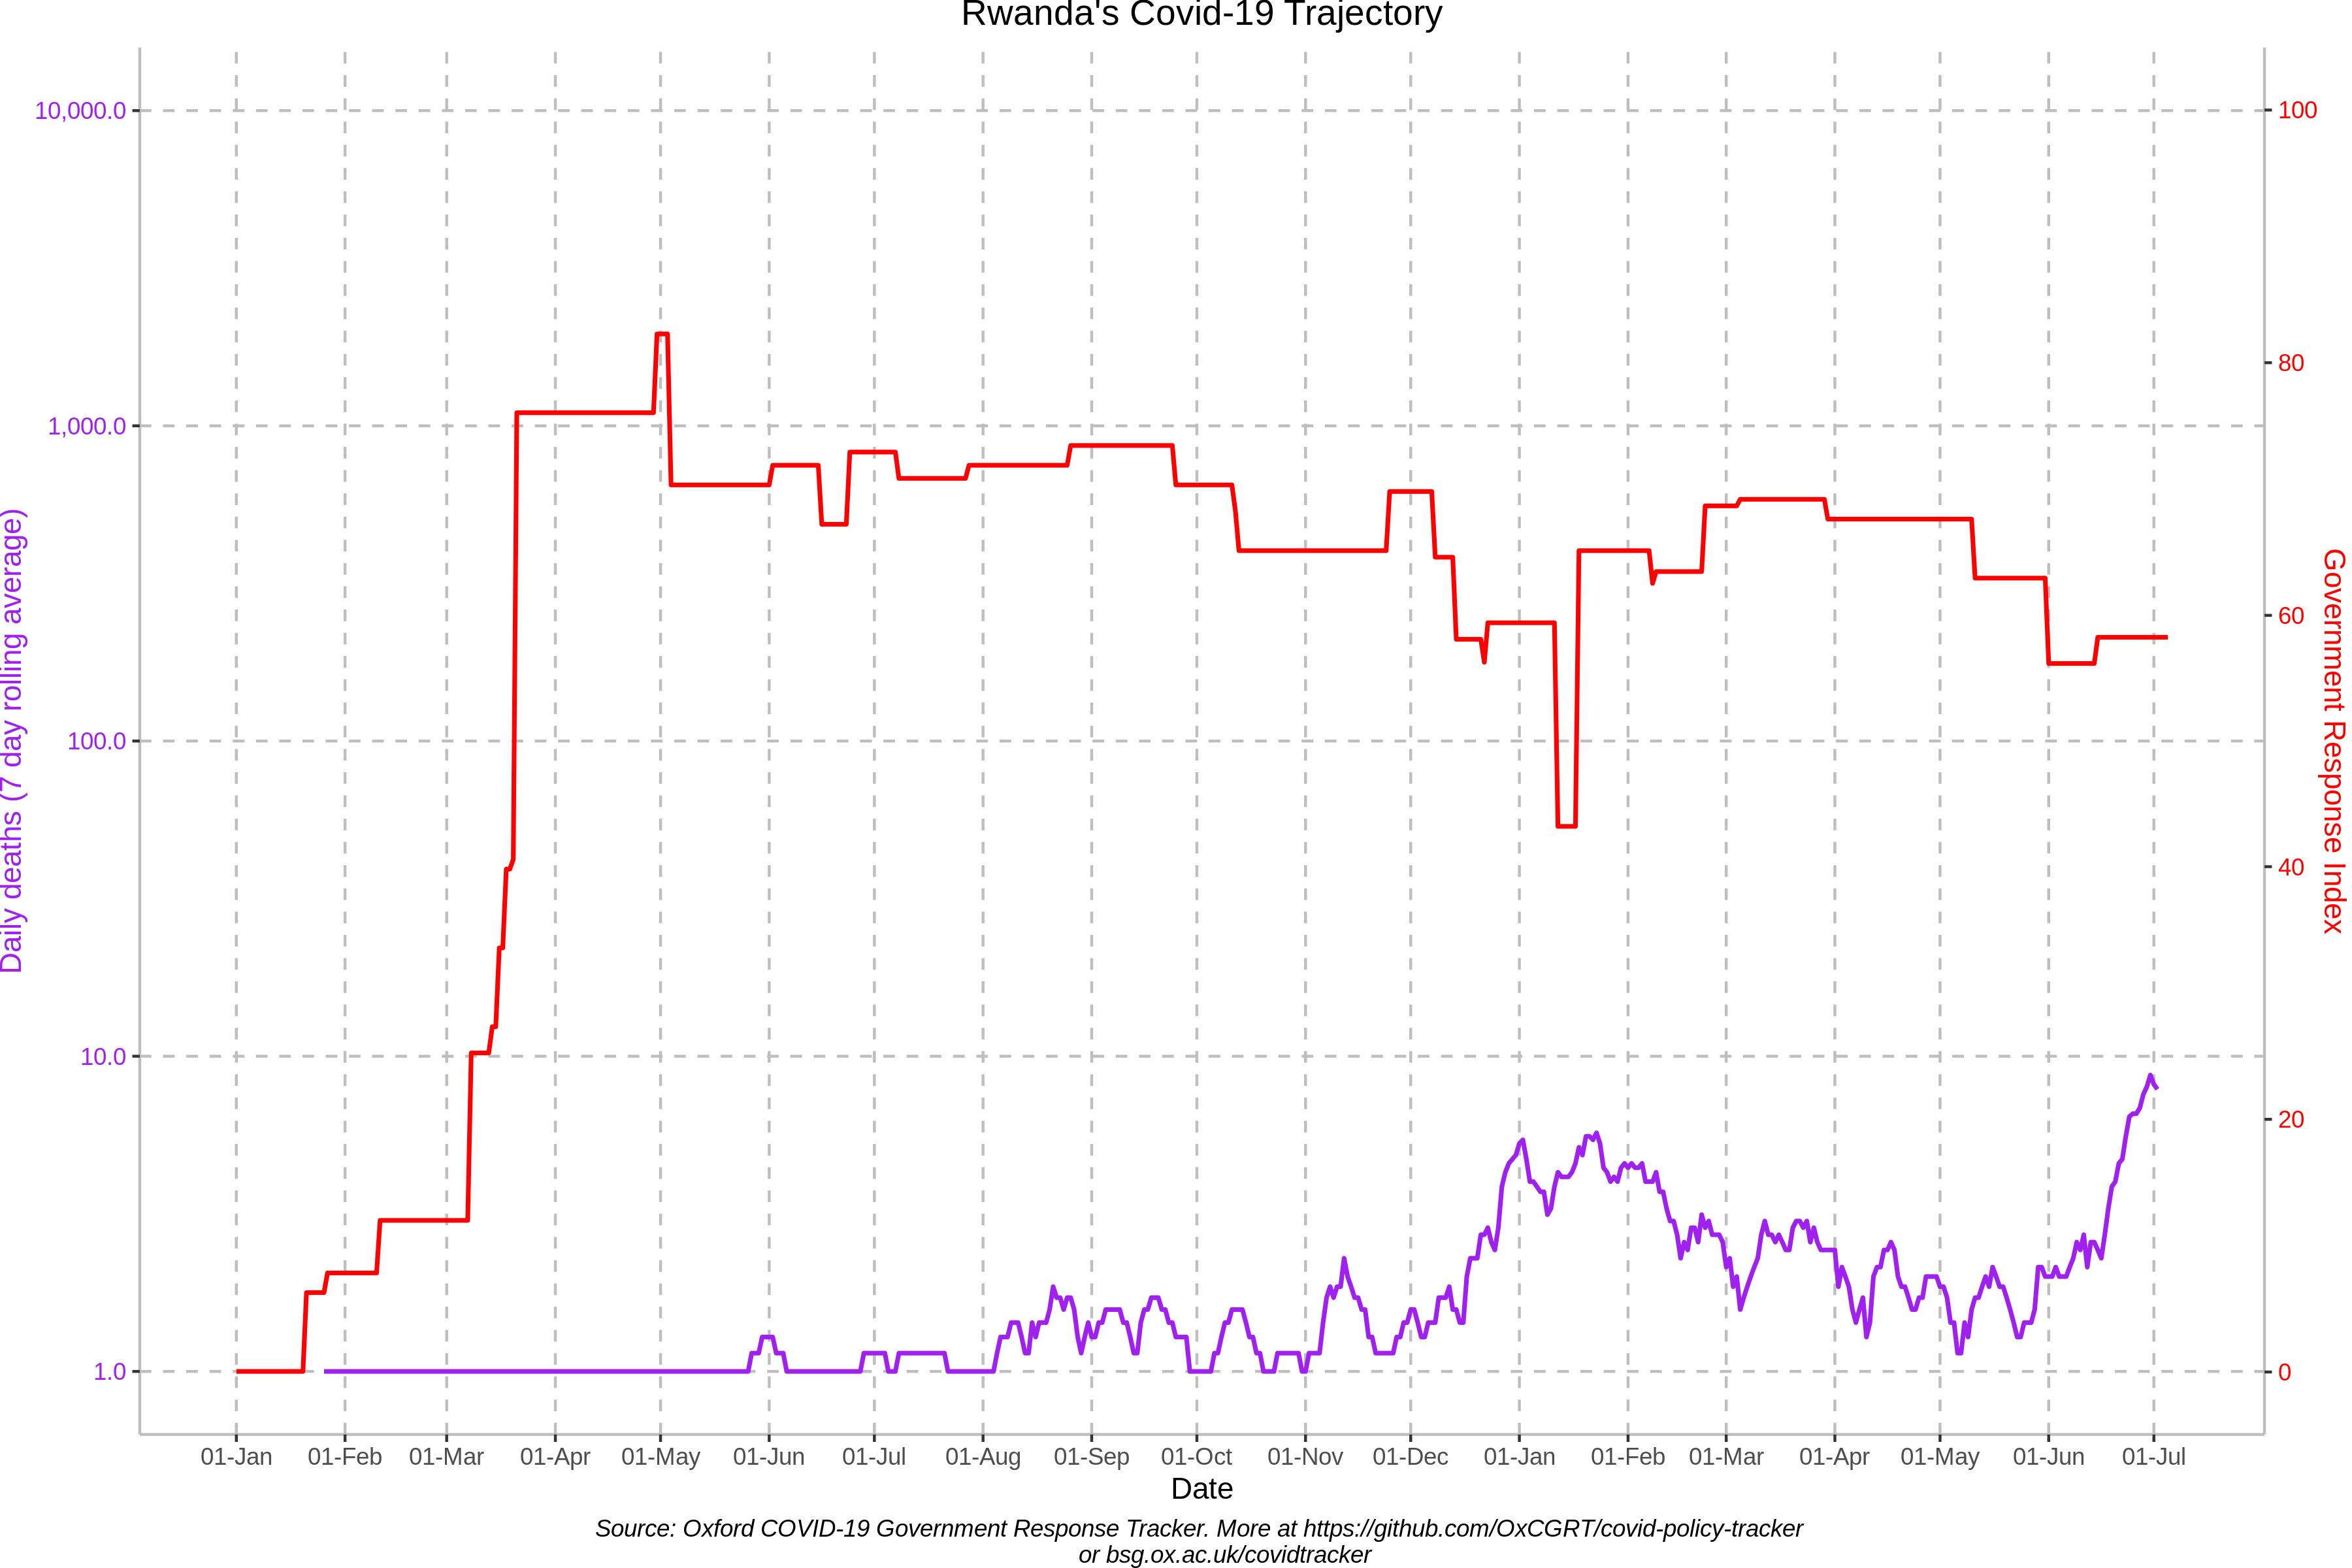 Rwanda's Covid-19 Trajectory
10,000.0
1,000.0
100.0
10.0
1.0
Daily deaths (7 day rolling average)
100
80
60
40
20
0
Government Response Index
01-Jan 01-Feb 01-Mar 01-Apr 01-May 01-Jun 01-Jul 01-Aug 01-Sep 01-Oct 01-Nov 01-Dec 01-Jan 01-Feb 01-Mar 01-Apr 01-May 01-Jun 01-Jul
Date
Source: Oxford COVID-19 Government Response Tracker. More at https://github.com/OxCGRT/covid-policy-tracker
or bsg.ox.ac.uk/covidtracker